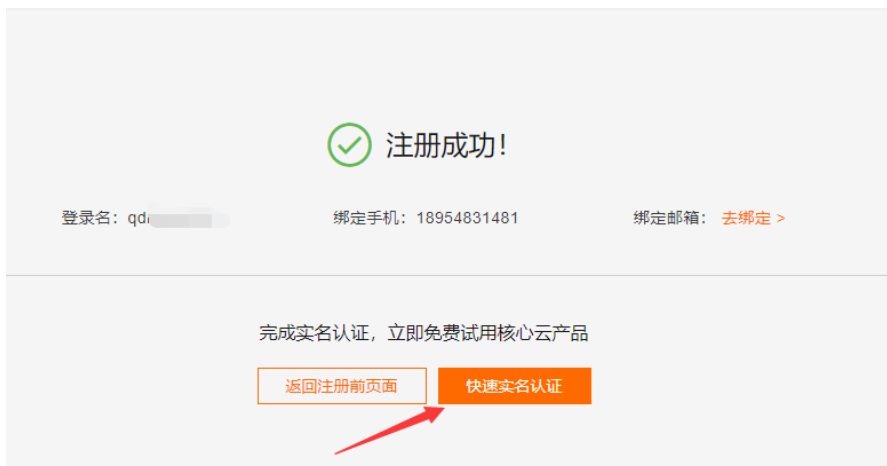 注册成功!
登录名：qd
绑定手机：18954831481
绑定邮箱：去绑定 >
完成实名认证，立即免费试用核心云产品
返回注册前页面
快速实名认证